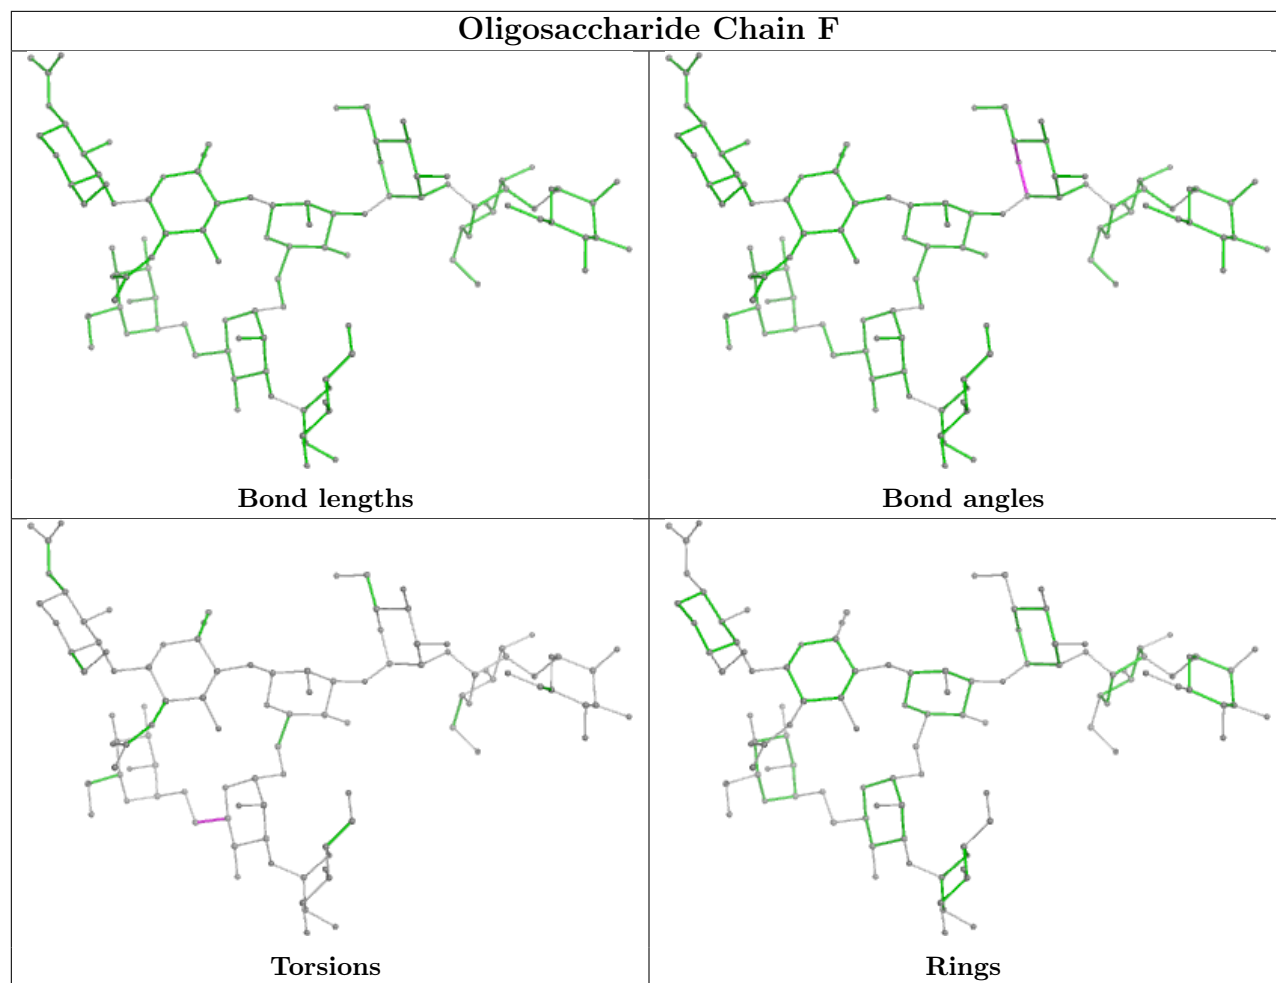 Oligosaccharide Chain F
Bond lengths
Bond angles
Torsions
Rings